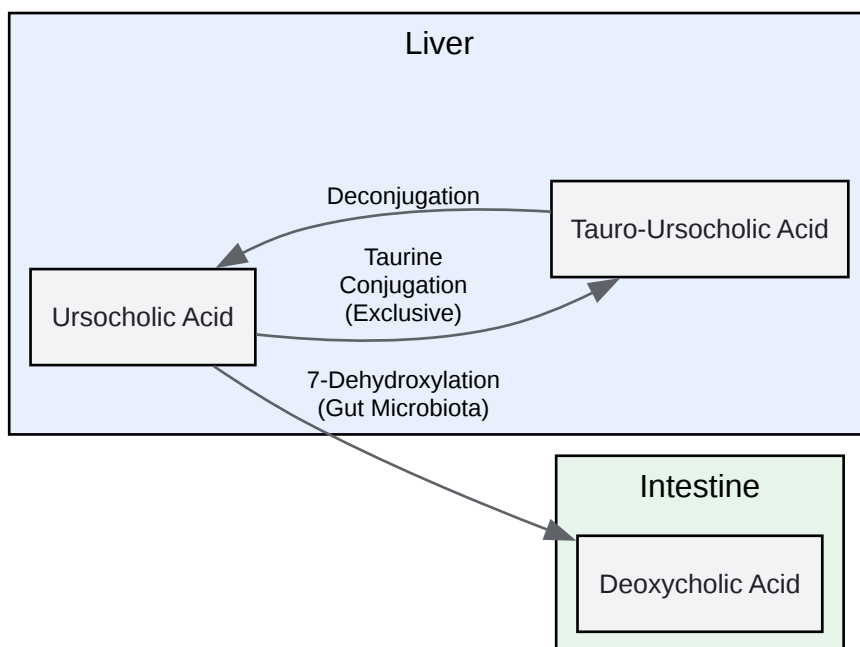 Liver
Deconjugation
Tauro-Ursocholic Acid
Taurine
Conjugation
(Exclusive)
Ursocholic Acid
7-Dehydroxylation
(Gut Microbiota)
Intestine
Deoxycholic Acid